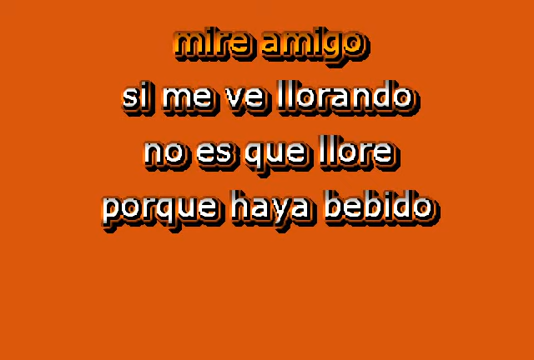 mire amigo
si me ve llorando
no es que llore
porque haya bebido